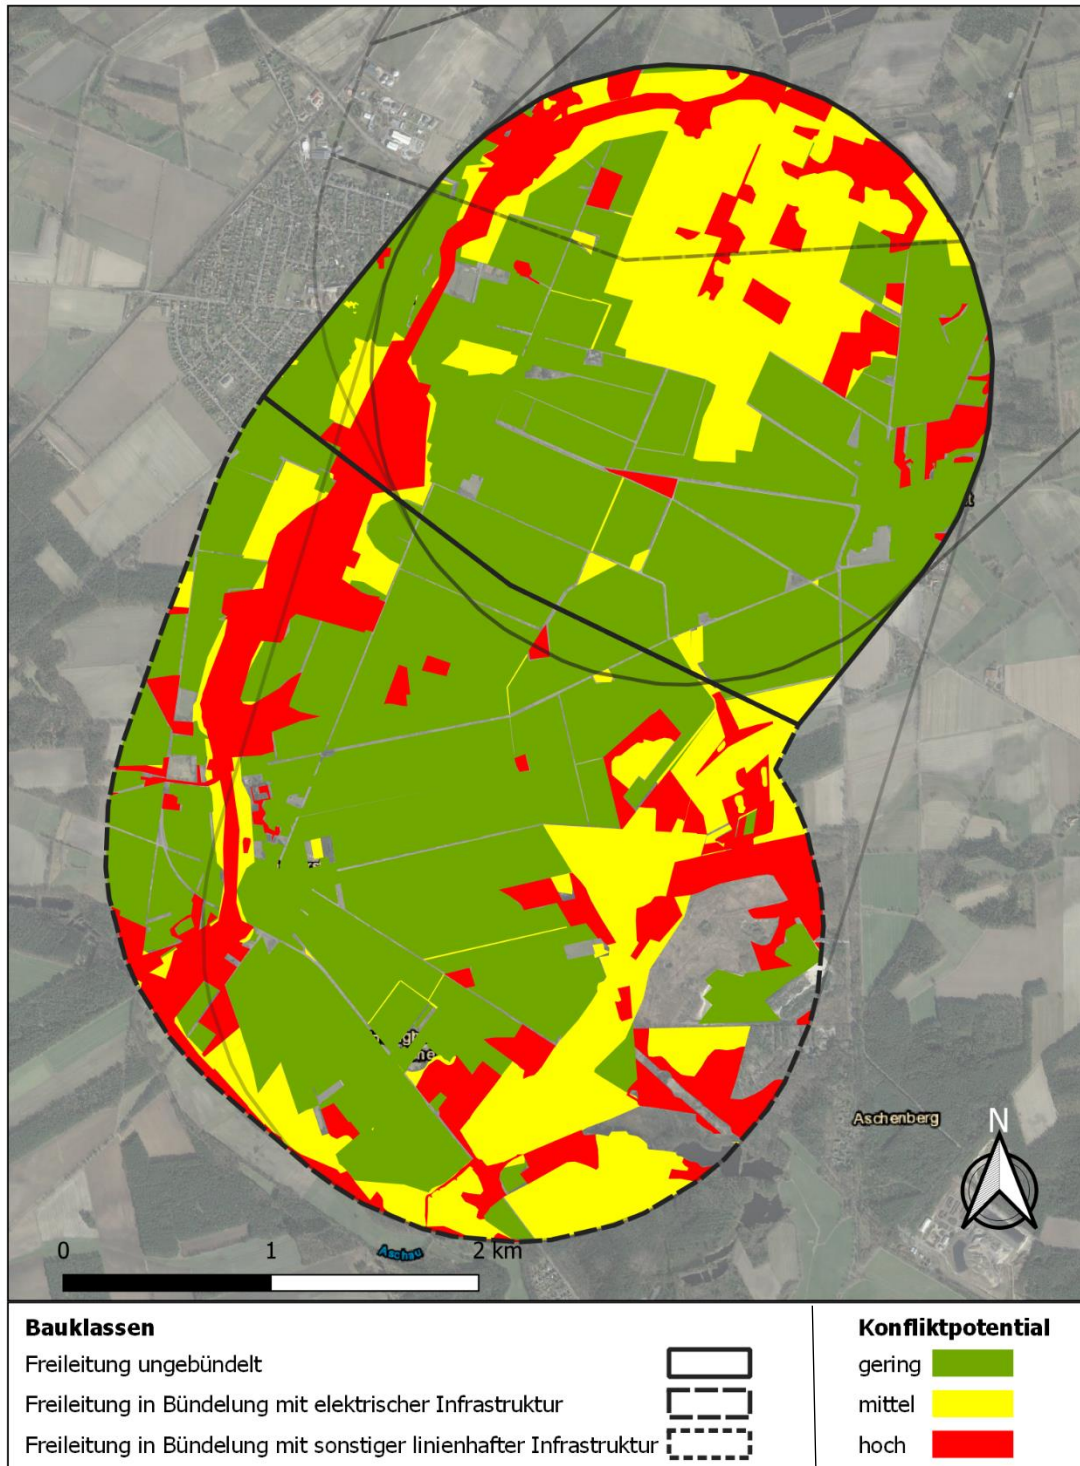 Aschenberg
N
Aschau
0 1 2 km
Bauklassen
Freileitung ungebündelt
Freileitung in Bündelung mit elektrischer Infrastruktur
Freileitung in Bündelung mit sonstiger linienhafter Infrastruktur
Konfliktpotential
gering
mittel
hoch